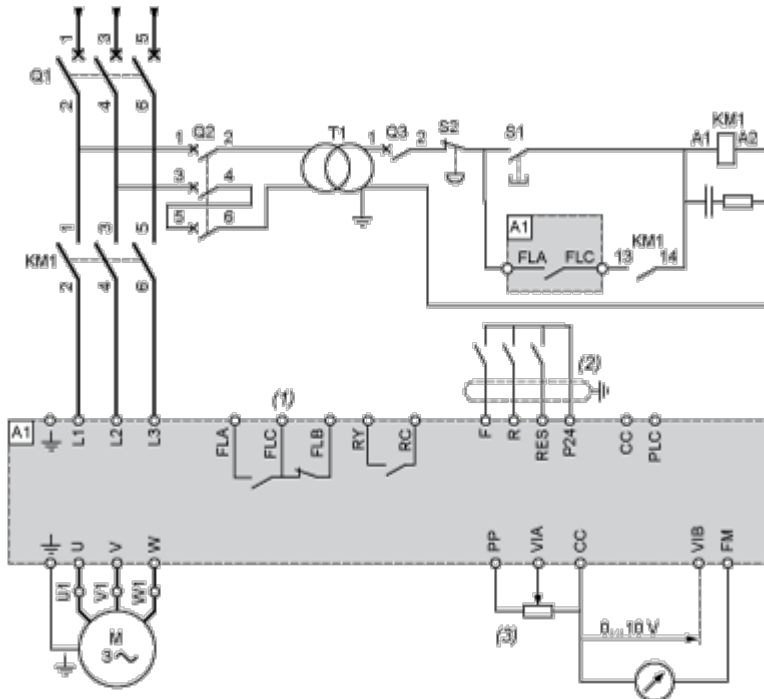 1 3 5
Q1
2 4 6
1 Q2 2
3 4
5 6
T1
1 Q3 2
S2
S1
KM1
A1 A2
A1
FLA FLC
13 KM1 14
1 3 5
KM1
2 4 6
(1)
(2)
A1
L1 L2 L3
FLA FLC FLB RY RC
F R RES P24 CC PLC
U V W
PP VIA CC VIB FM
U1 V1 W1
M
3
(3)
0 ... 10 V